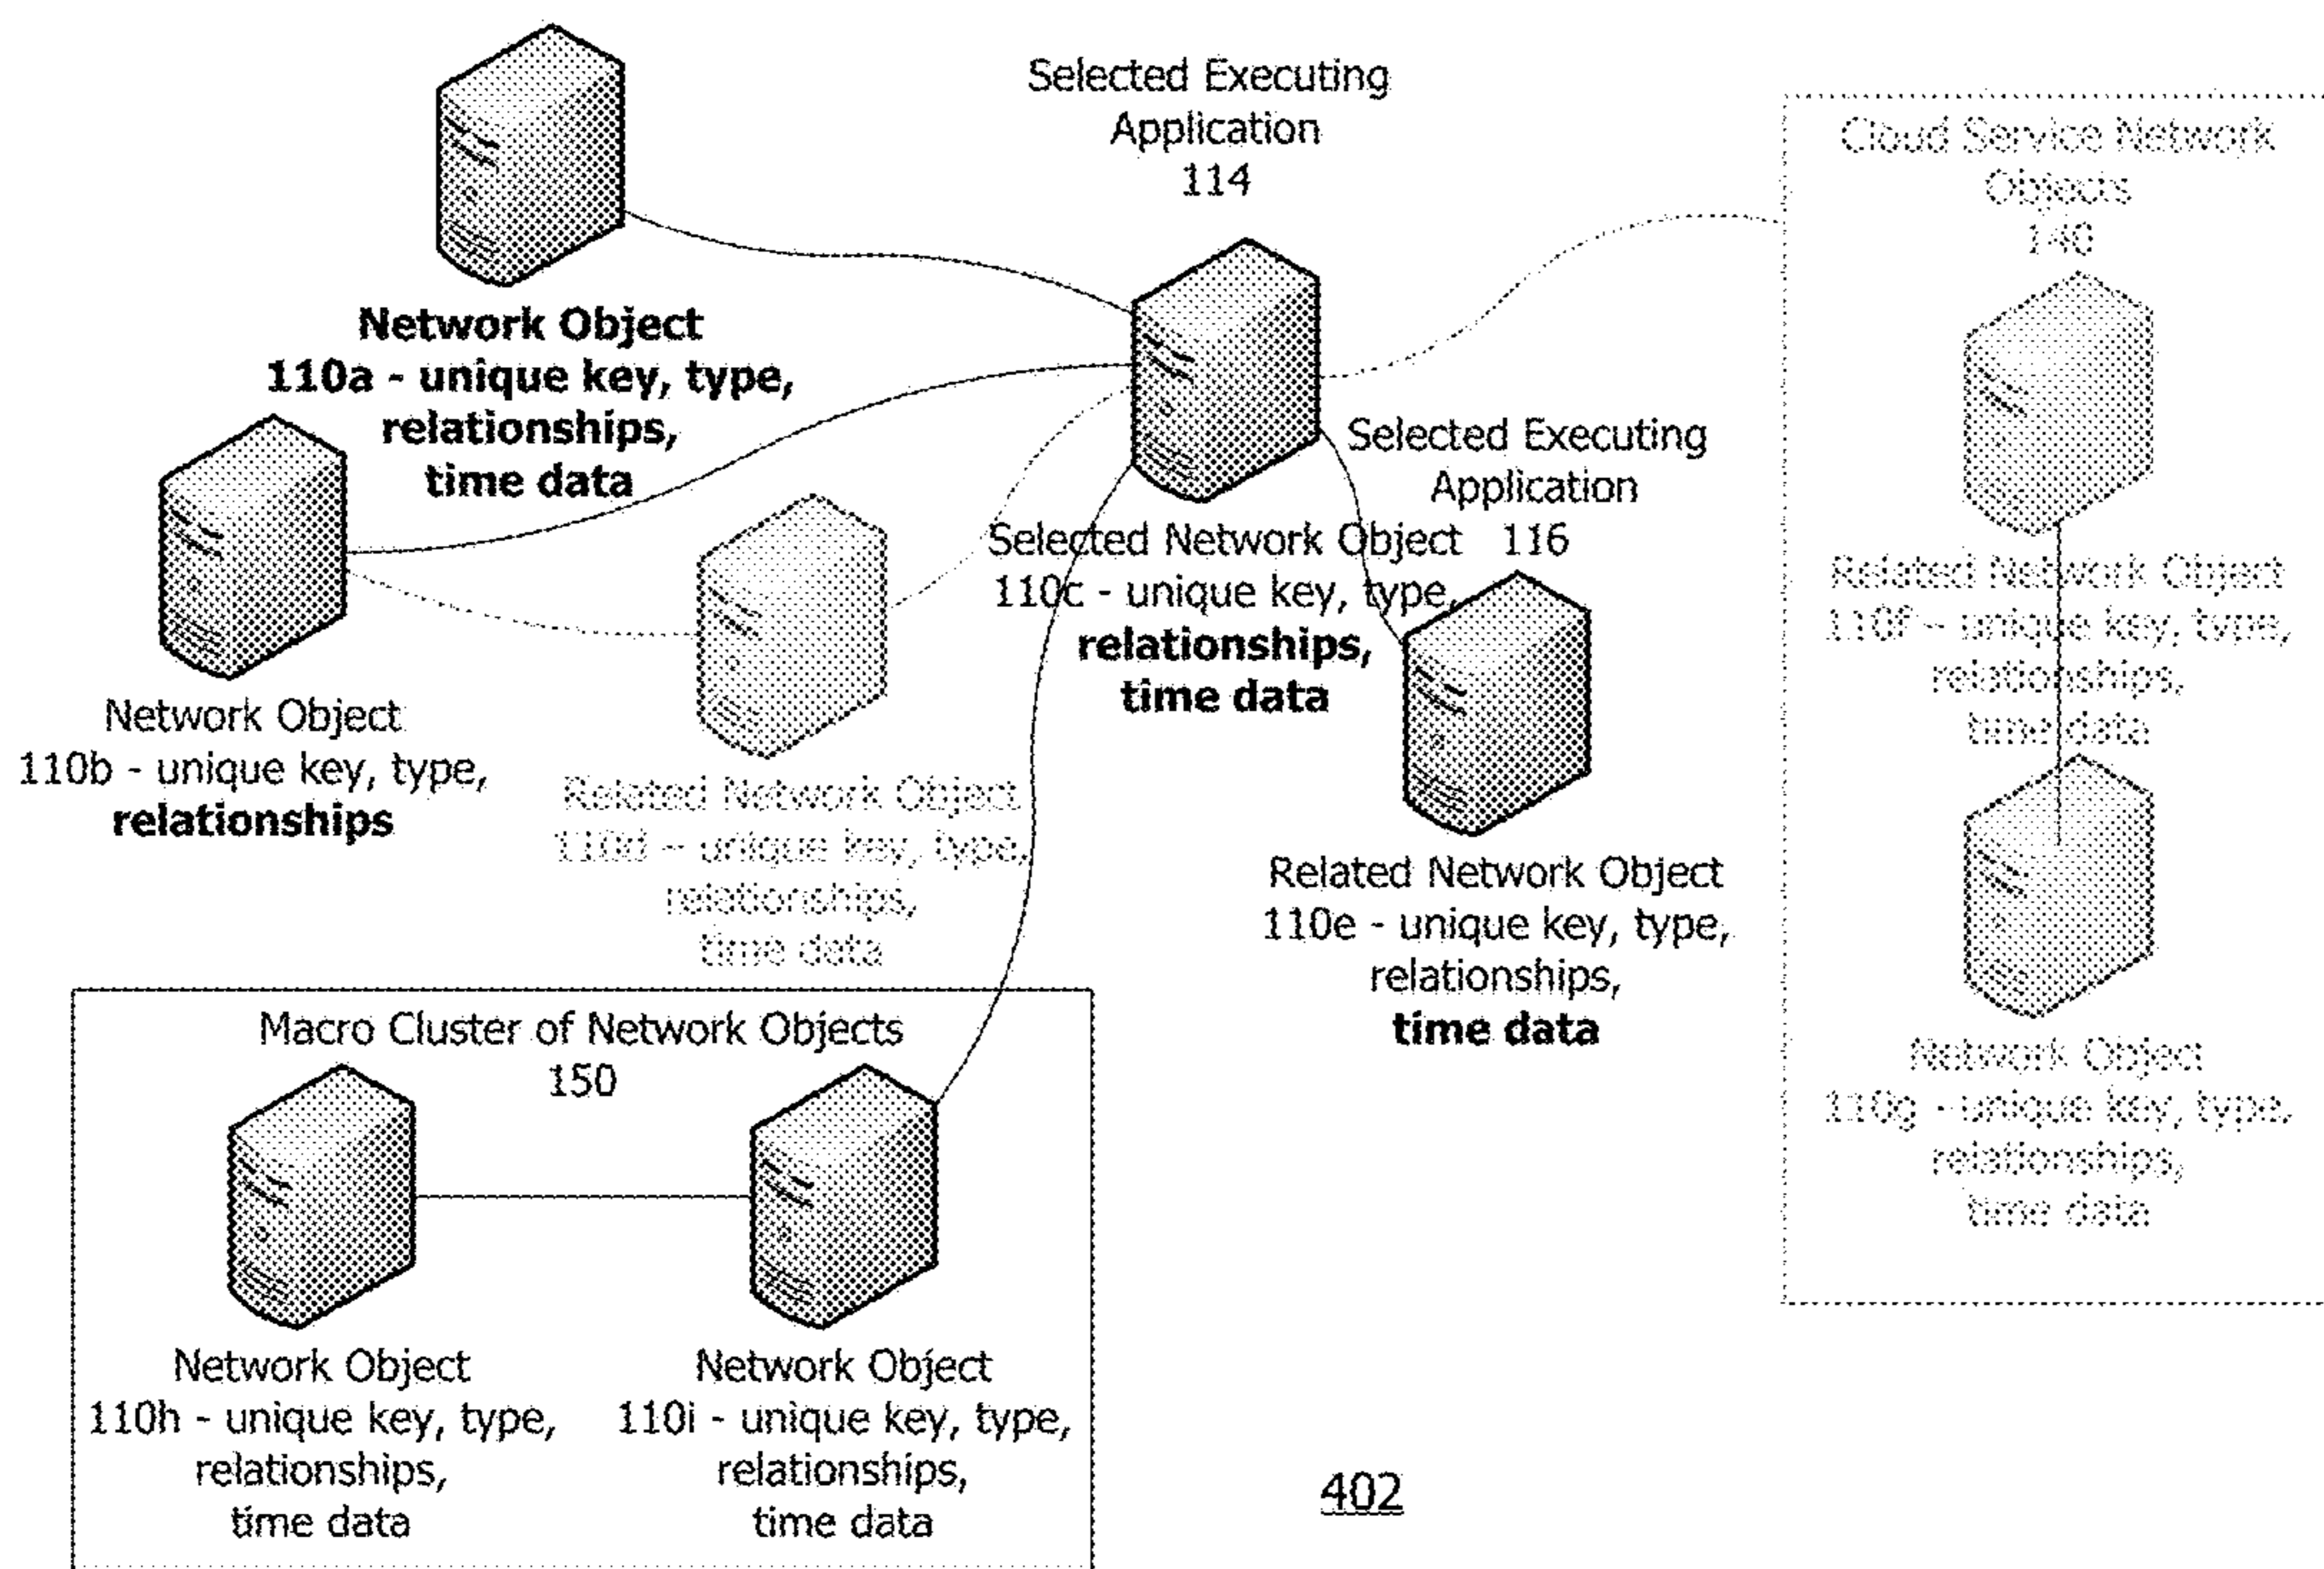 Selected Executing
Application
114
Cloud Service Network
Objects
140
Network Object
110a - unique key, type,
relationships,
time data
Selected Executing
Application
116
Selected Network Object
110c - unique key, type,
relationships,
time data
Related Network Object
110f - unique key, type,
relationships,
time data
Network Object
110b - unique key, type,
relationships
Related Network Object
110d - unique key, type,
relationships,
time data
Related Network Object
110e - unique key, type,
relationships,
time data
Macro Cluster of Network Objects
150
Network Object
110g - unique key, type,
relationships,
time data
Network Object
110h - unique key, type,
relationships,
time data
Network Object
110i - unique key, type,
relationships,
time data
402